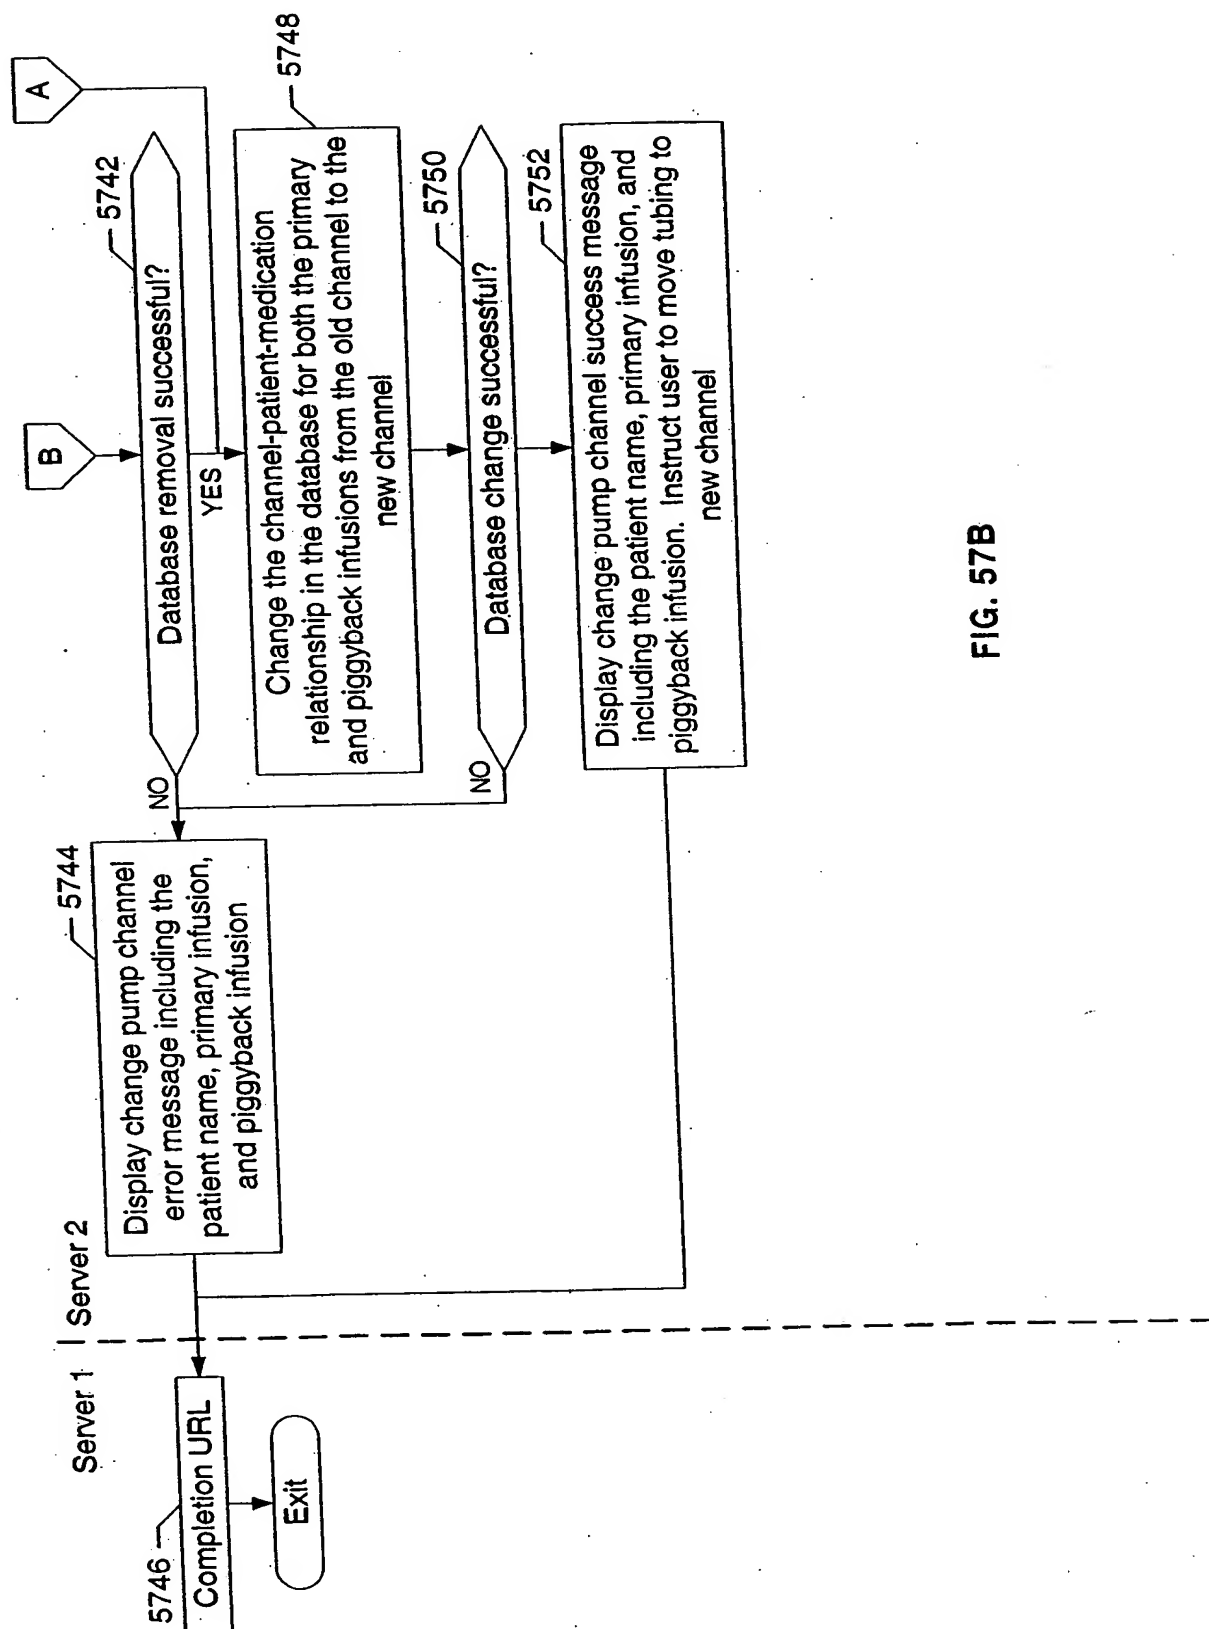 Server 1
Server 2
B
A
5742
Database removal successful?
NO
YES
5744
Display change pump channel
error message including the
patient name, primary infusion,
and piggyback infusion
5746
Completion URL
Exit
5748
Change the channel-patient-medication
relationship in the database for both the primary
and piggyback infusions from the old channel to the
new channel
5750
Database change successful?
NO
5752
Display change pump channel success message
including the patient name, primary infusion, and
piggyback infusion. Instruct user to move tubing to
new channel
FIG. 57B